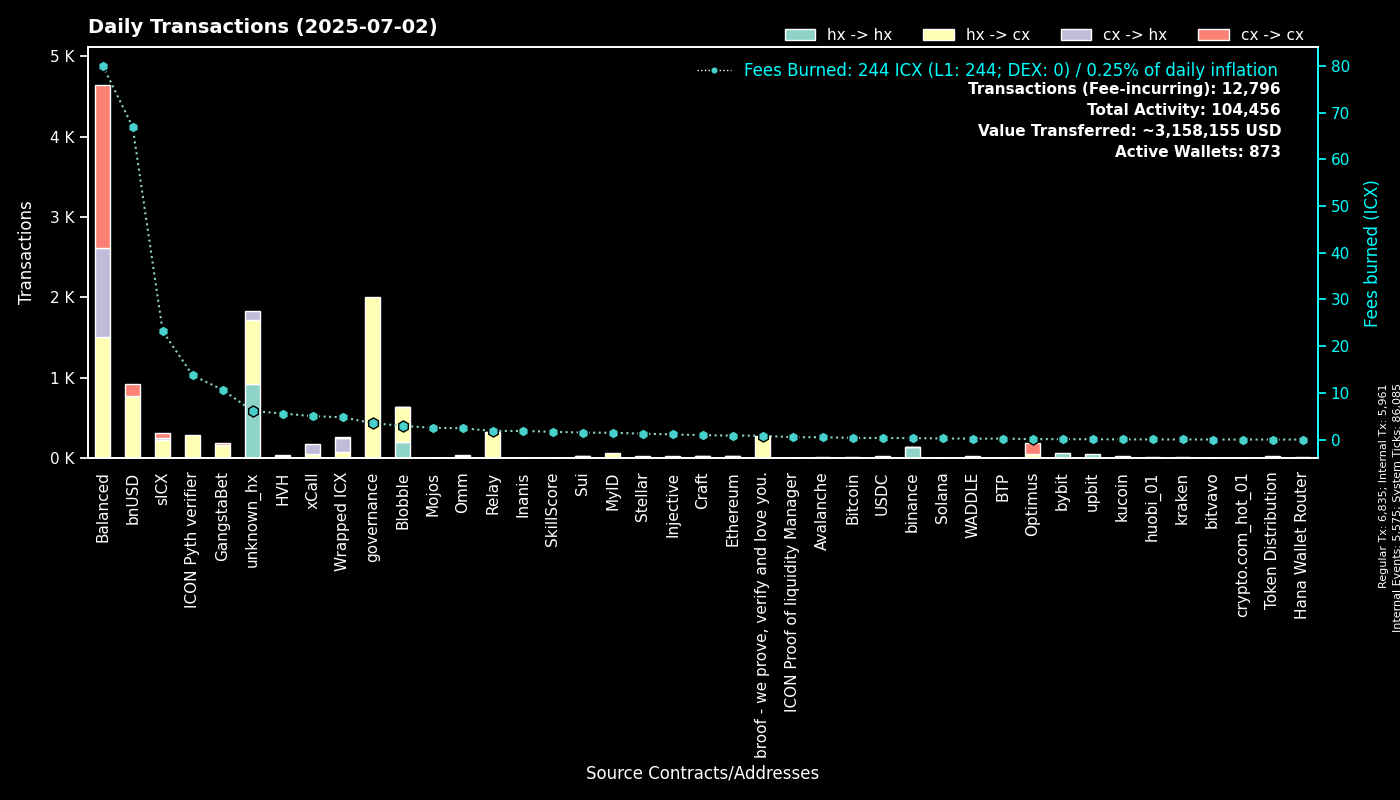 Daily Transactions (2025-07-02)
hx -> hx
hx -> cx
cx -> hx
cx -> cx
Fees Burned: 244 ICX (L1: 244; DEX: 0) / 0.25% of daily inflation
Transactions (Fee-incurring): 12,796
Total Activity: 104,456
Value Transferred: ~3,158,155 USD
Active Wallets: 873
Transactions
5 K
4 K
3 K
2 K
1 K
0 K
80
70
60
50
40
30
20
10
0
Fees burned (ICX)
Balanced
bnUSD
sICX
ICON Pyth verifier
GangstaBet
unknown_hx
HVH
xCall
Wrapped ICX
governance
Blobble
Mojos
Omm
Relay
Inanis
SkillScore
Sui
MyID
Stellar
Injective
Craft
Ethereum
broof - we prove, verify and love you.
ICON Proof of liquidity Manager
Avalanche
Bitcoin
USDC
binance
Solana
WADDLE
BTP
Optimus
bybit
upbit
kucoin
huobi_01
kraken
bitvavo
crypto.com_hot_01
Token Distribution
Hana Wallet Router
Source Contracts/Addresses
Regular Tx: 6,835; Internal Tx: 5,961
Internal Events: 5,575; System Ticks: 86,085